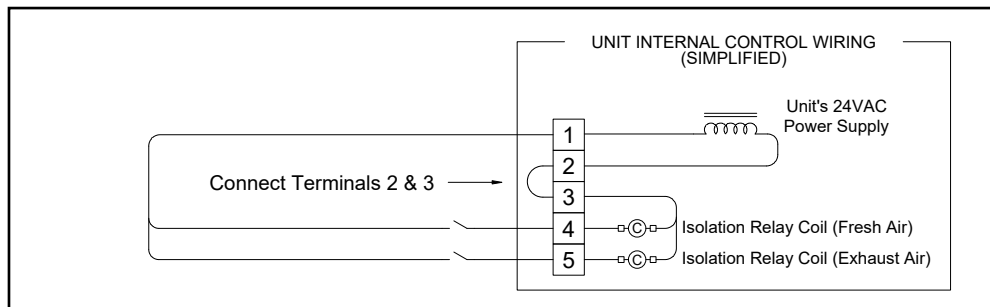 UNIT INTERNAL CONTROL WIRING
(SIMPLIFIED)
Unit's 24VAC
Power Supply
1
2
Connect Terminals 2 & 3
3
4
C
Isolation Relay Coil (Fresh Air)
5
C
Isolation Relay Coil (Exhaust Air)